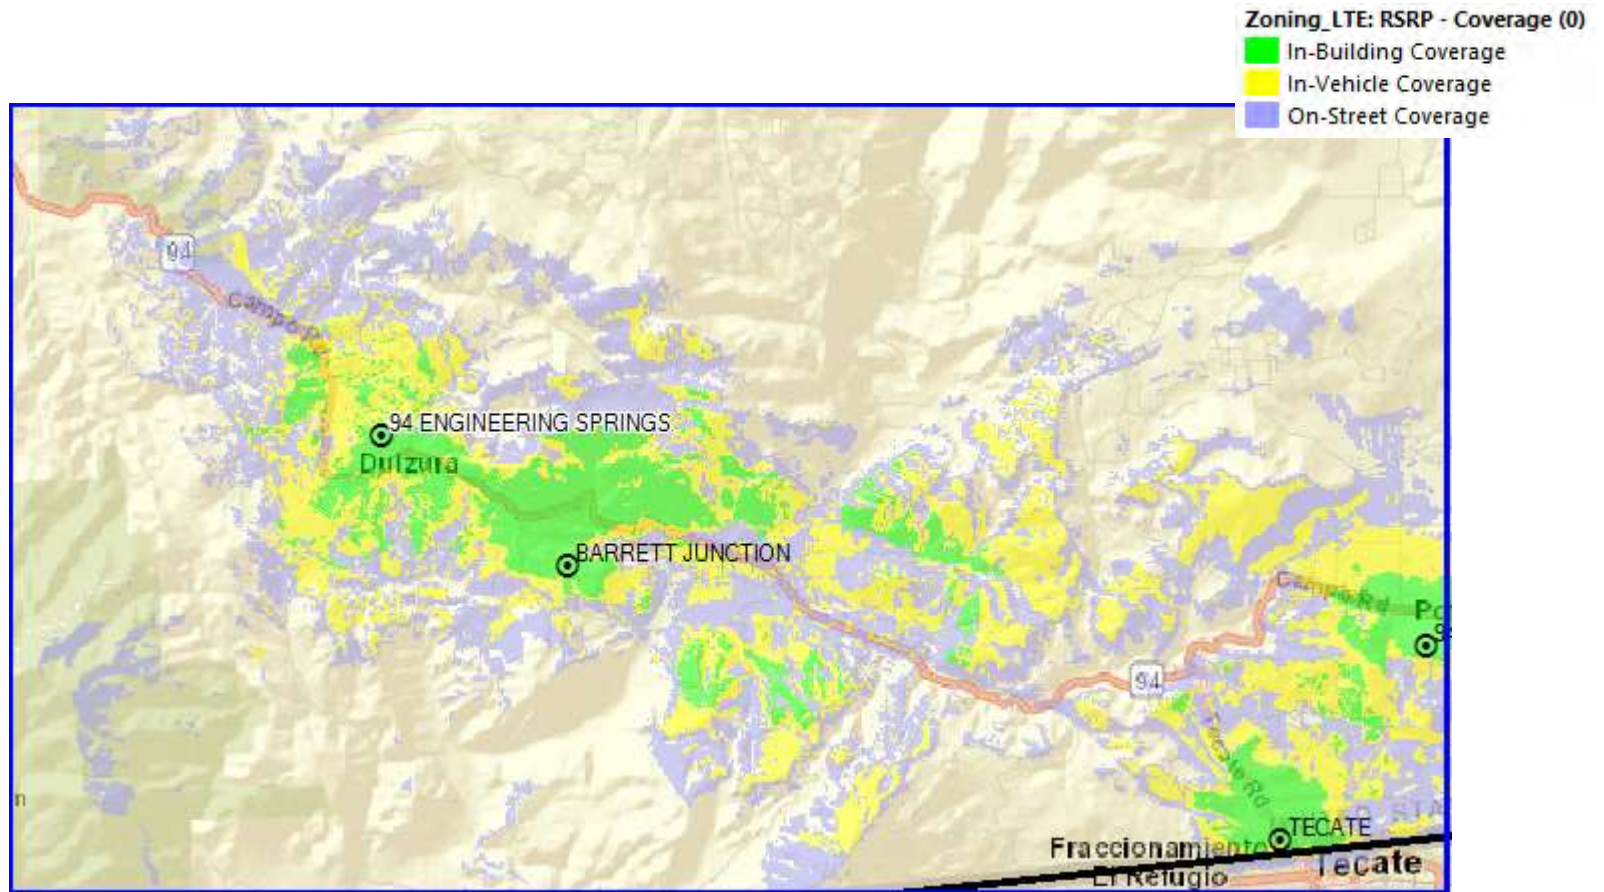 Zoning_LTE: RSRP - Coverage (0)
In-Building Coverage
In-Vehicle Coverage
On-Street Coverage
94
Campo
94 ENGINEERING SPRINGS
Dulzura
BARRETT JUNCTION
Campo Rd
94
Tecate Rd
TECATE
Fraccionamiento
El Refugio
Tecate